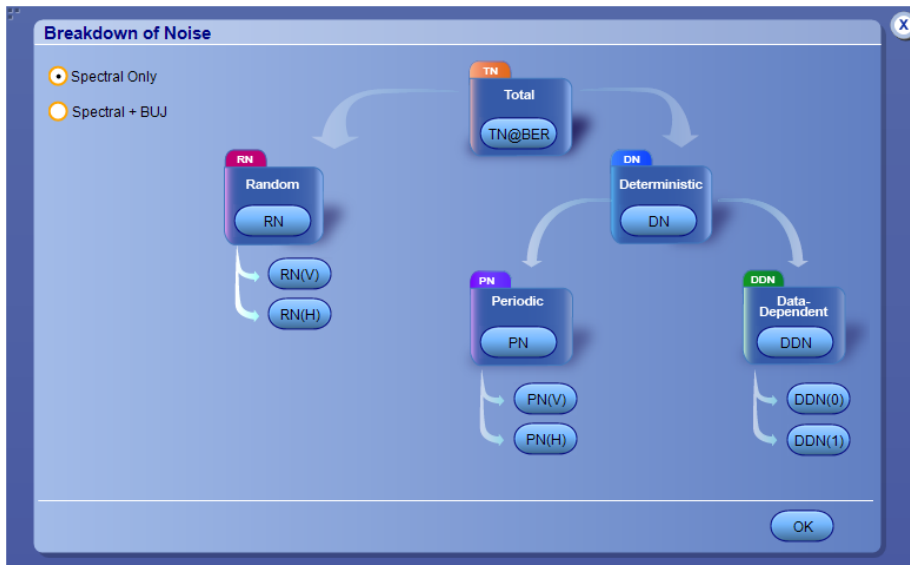 Breakdown of Noise
X
Spectral Only
Spectral + BUJ
TN
Total
TN@BER
RN
Random
RN
RN(V)
RN(H)
DN
Deterministic
DN
PN
Periodic
PN
PN(V)
PN(H)
DDN
Data-
Dependent
DDN
DDN(0)
DDN(1)
OK